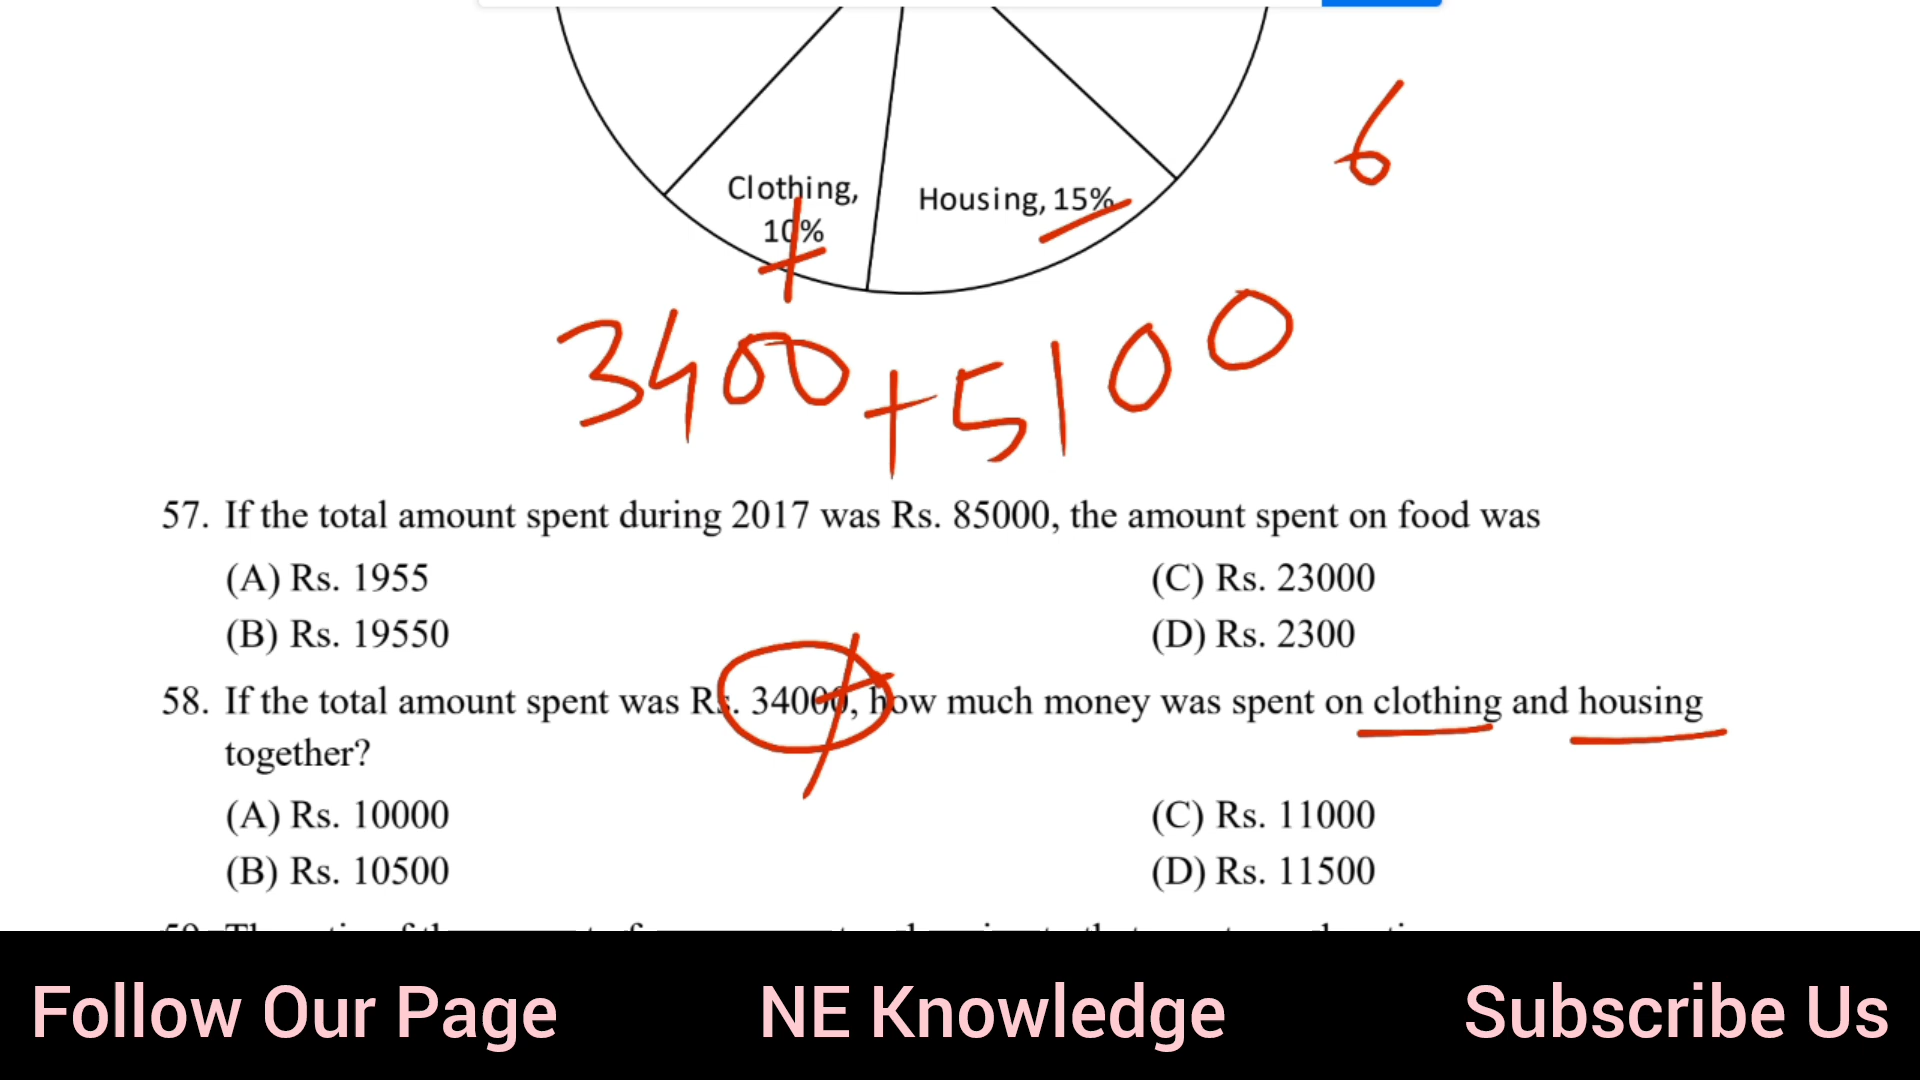 Clothing,
10%
Housing, 15%
6
3400+5100
57. If the total amount spent during 2017 was Rs. 85000, the amount spent on food was
(A) Rs. 1955
(C) Rs. 23000
(B) Rs. 19550
(D) Rs. 2300
58. If the total amount spent was Rs. 34000, how much money was spent on clothing and housing
together?
(A) Rs. 10000
(C) Rs. 11000
(B) Rs. 10500
(D) Rs. 11500
Follow Our Page
NE Knowledge
Subscribe Us